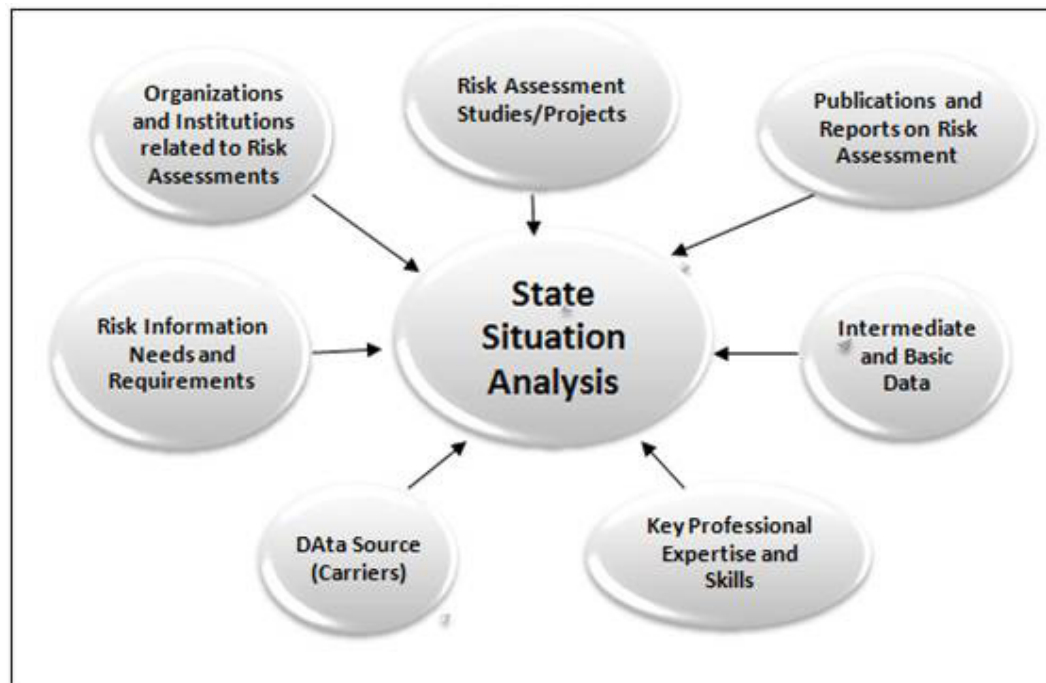 Organizations
and Institutions
related to Risk
Assessments
Risk Assessment
Studies/Projects
Publications and
Reports on Risk
Assessment
Risk Information
Needs and
Requirements
State
Situation
Analysis
Intermediate
and Basic
Data
DAta Source
(Carriers)
Key Professional
Expertise and
Skills